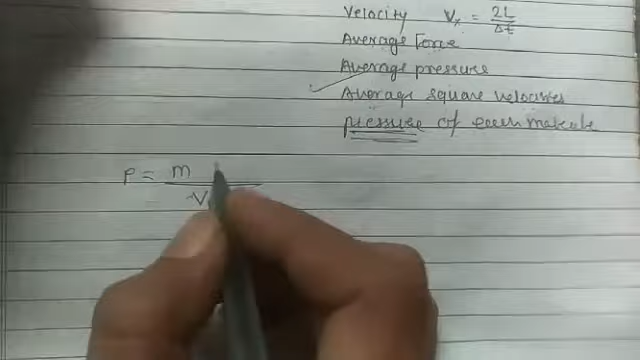 Velocity Vx = 2L/Δt
Average Force
Average pressure
Average square velocities
pressure of each molecule
P = m/V